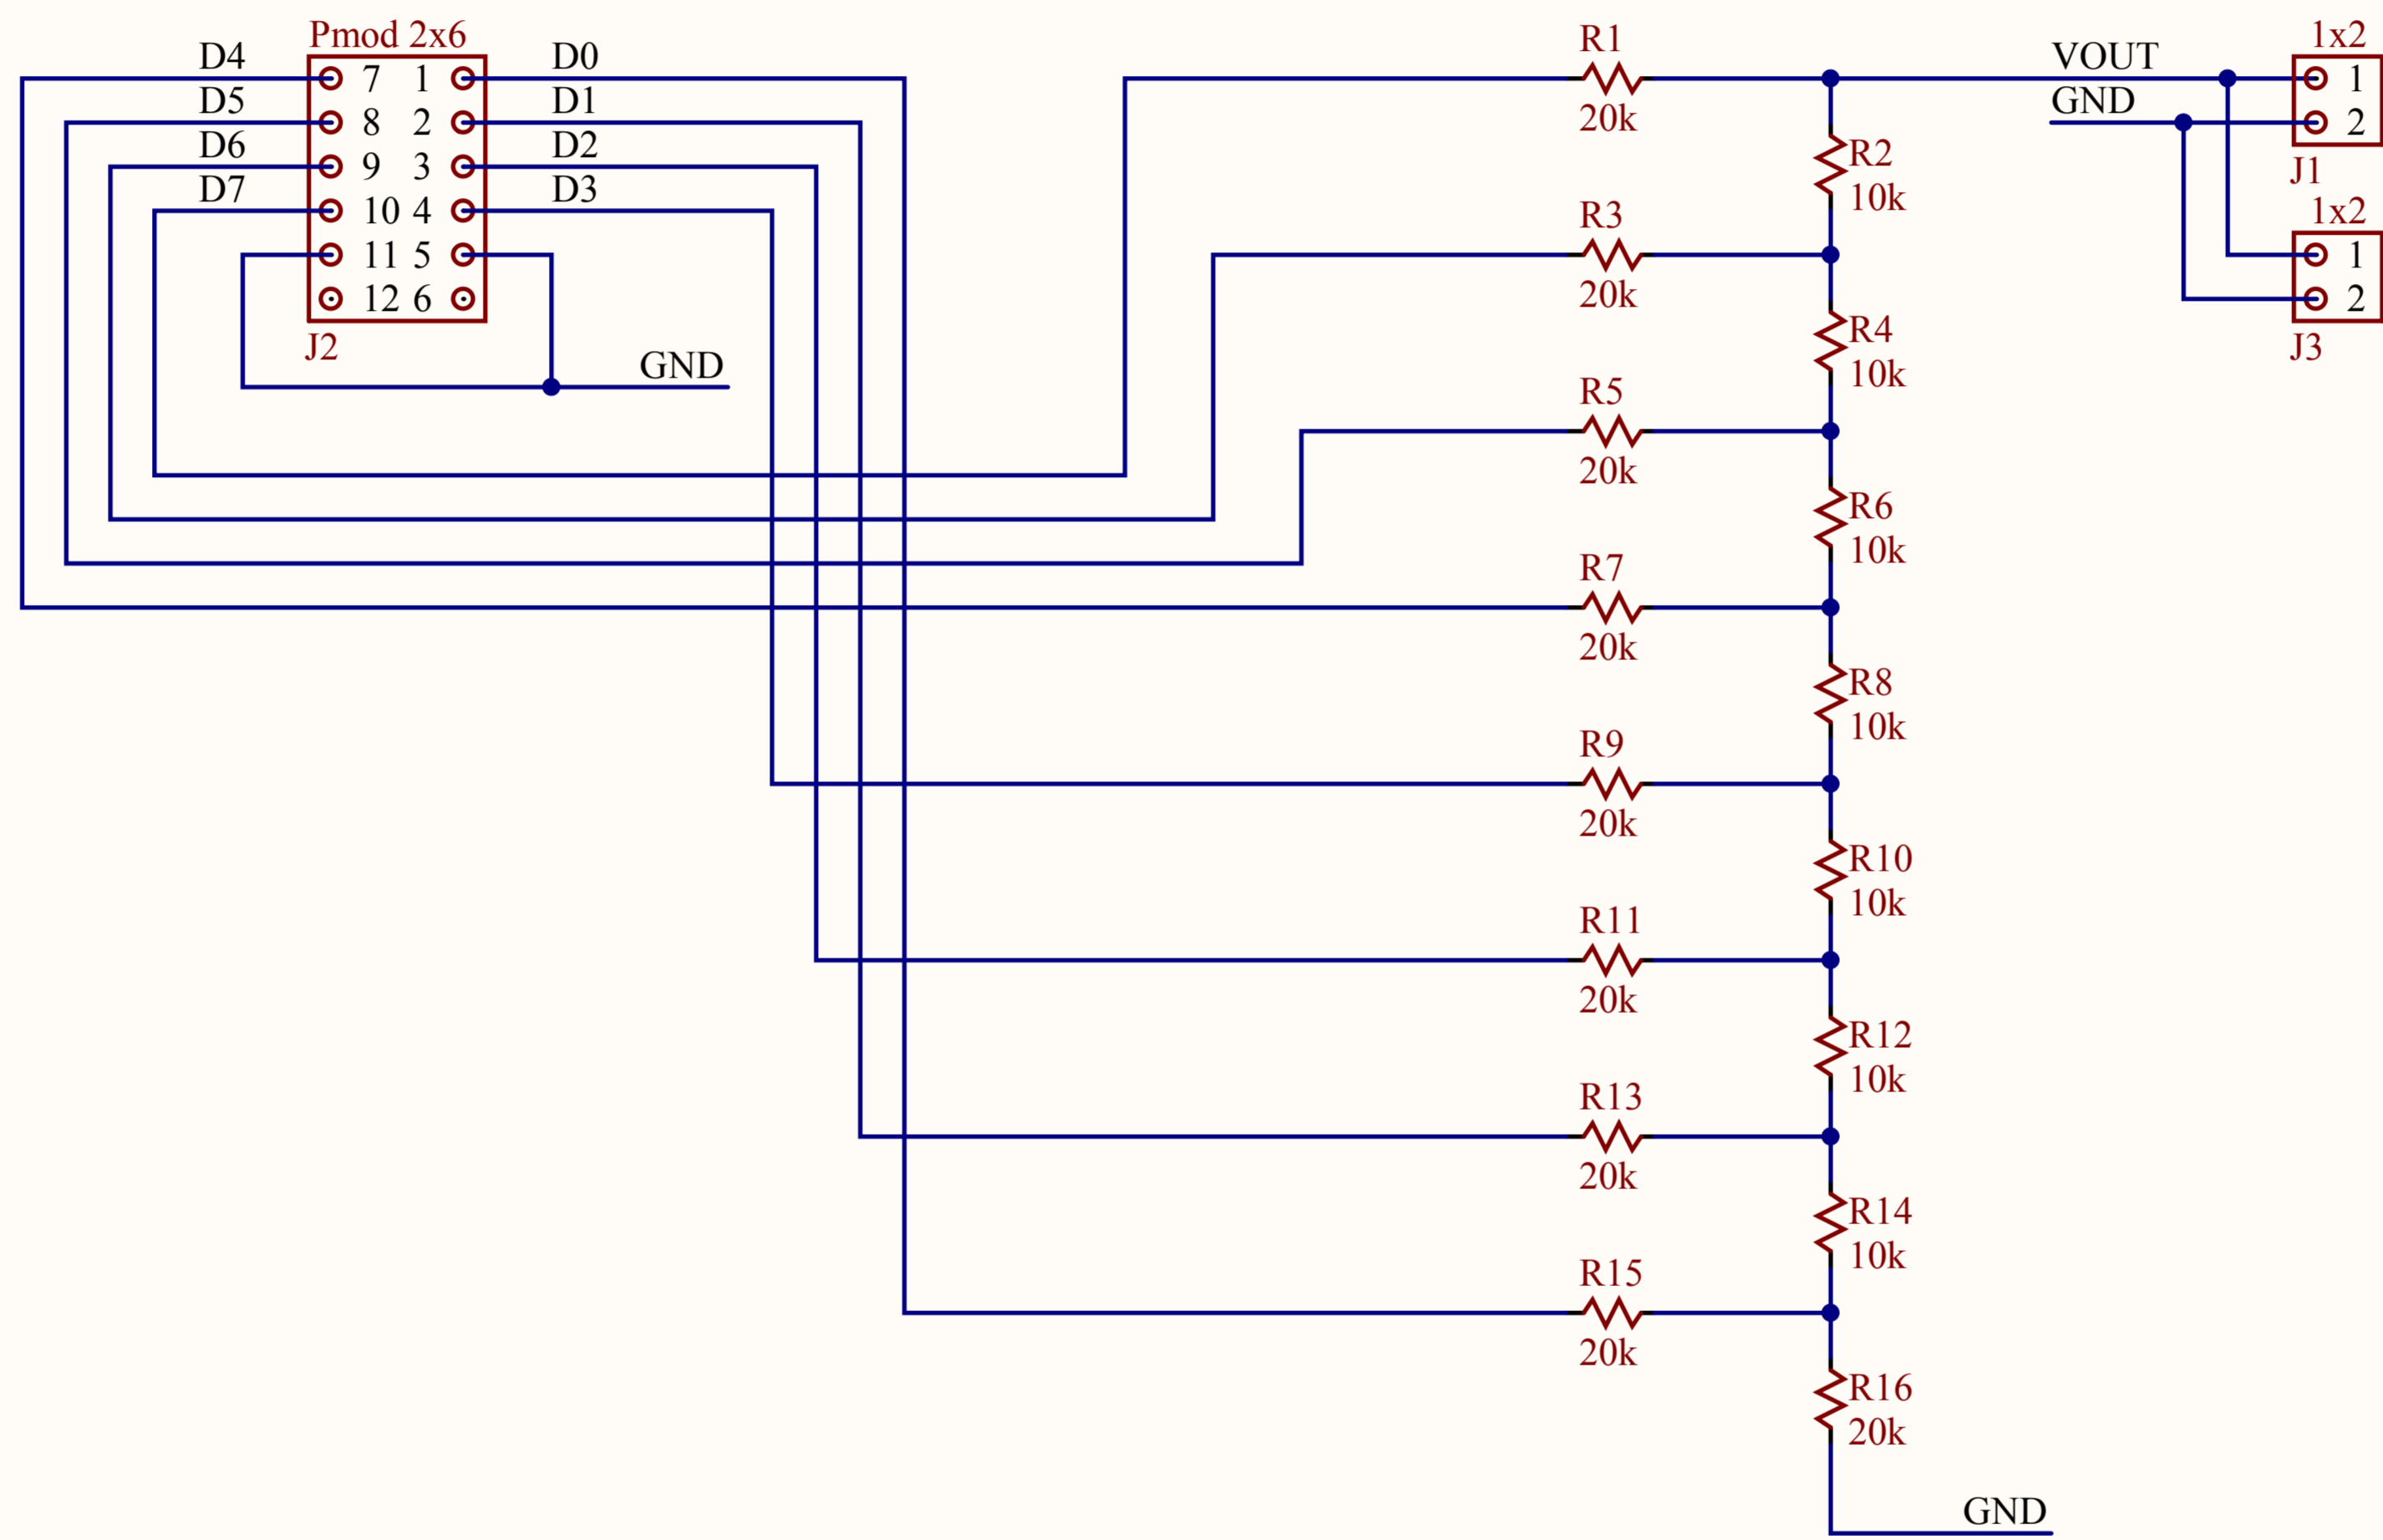 Pmod 2x6
D4
D5
D6
D7
7 1
8 2
9 3
10 4
11 5
12 6
D0
D1
D2
D3
J2
GND
R1
20k
R2
10k
R3
20k
R4
10k
R5
20k
R6
10k
R7
20k
R8
10k
R9
20k
R10
10k
R11
20k
R12
10k
R13
20k
R14
10k
R15
20k
R16
20k
GND
VOUT
GND
1x2
1
2
J1
1x2
1
2
J3